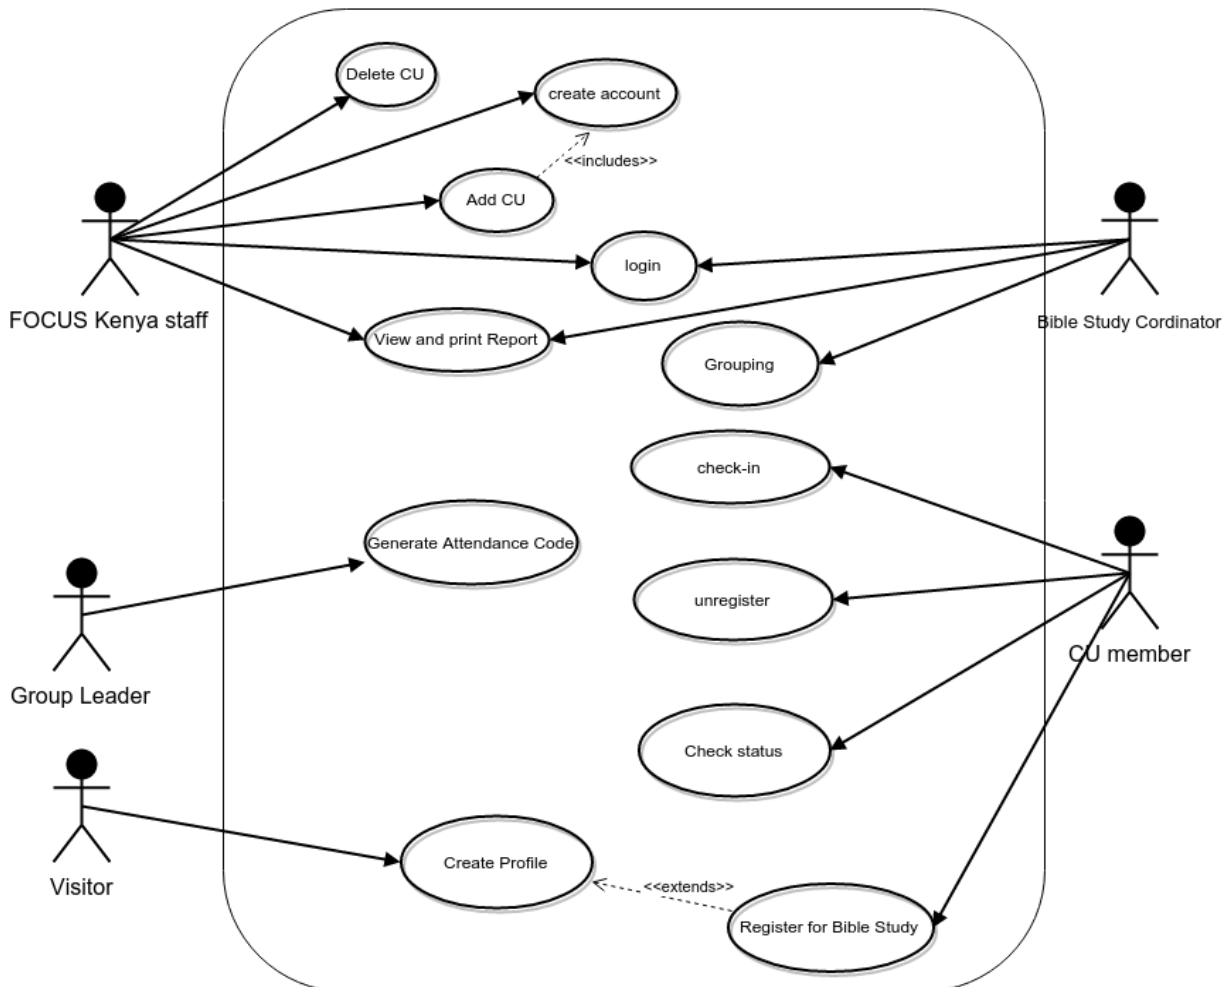 Delete CU
create account
<<includes>>
Add CU
login
FOCUS Kenya staff
Bible Study Cordinator
View and print Report
Grouping
check-in
Generate Attendance Code
unregister
CU member
Group Leader
Check status
Create Profile
<<extends>>
Visitor
Register for Bible Study